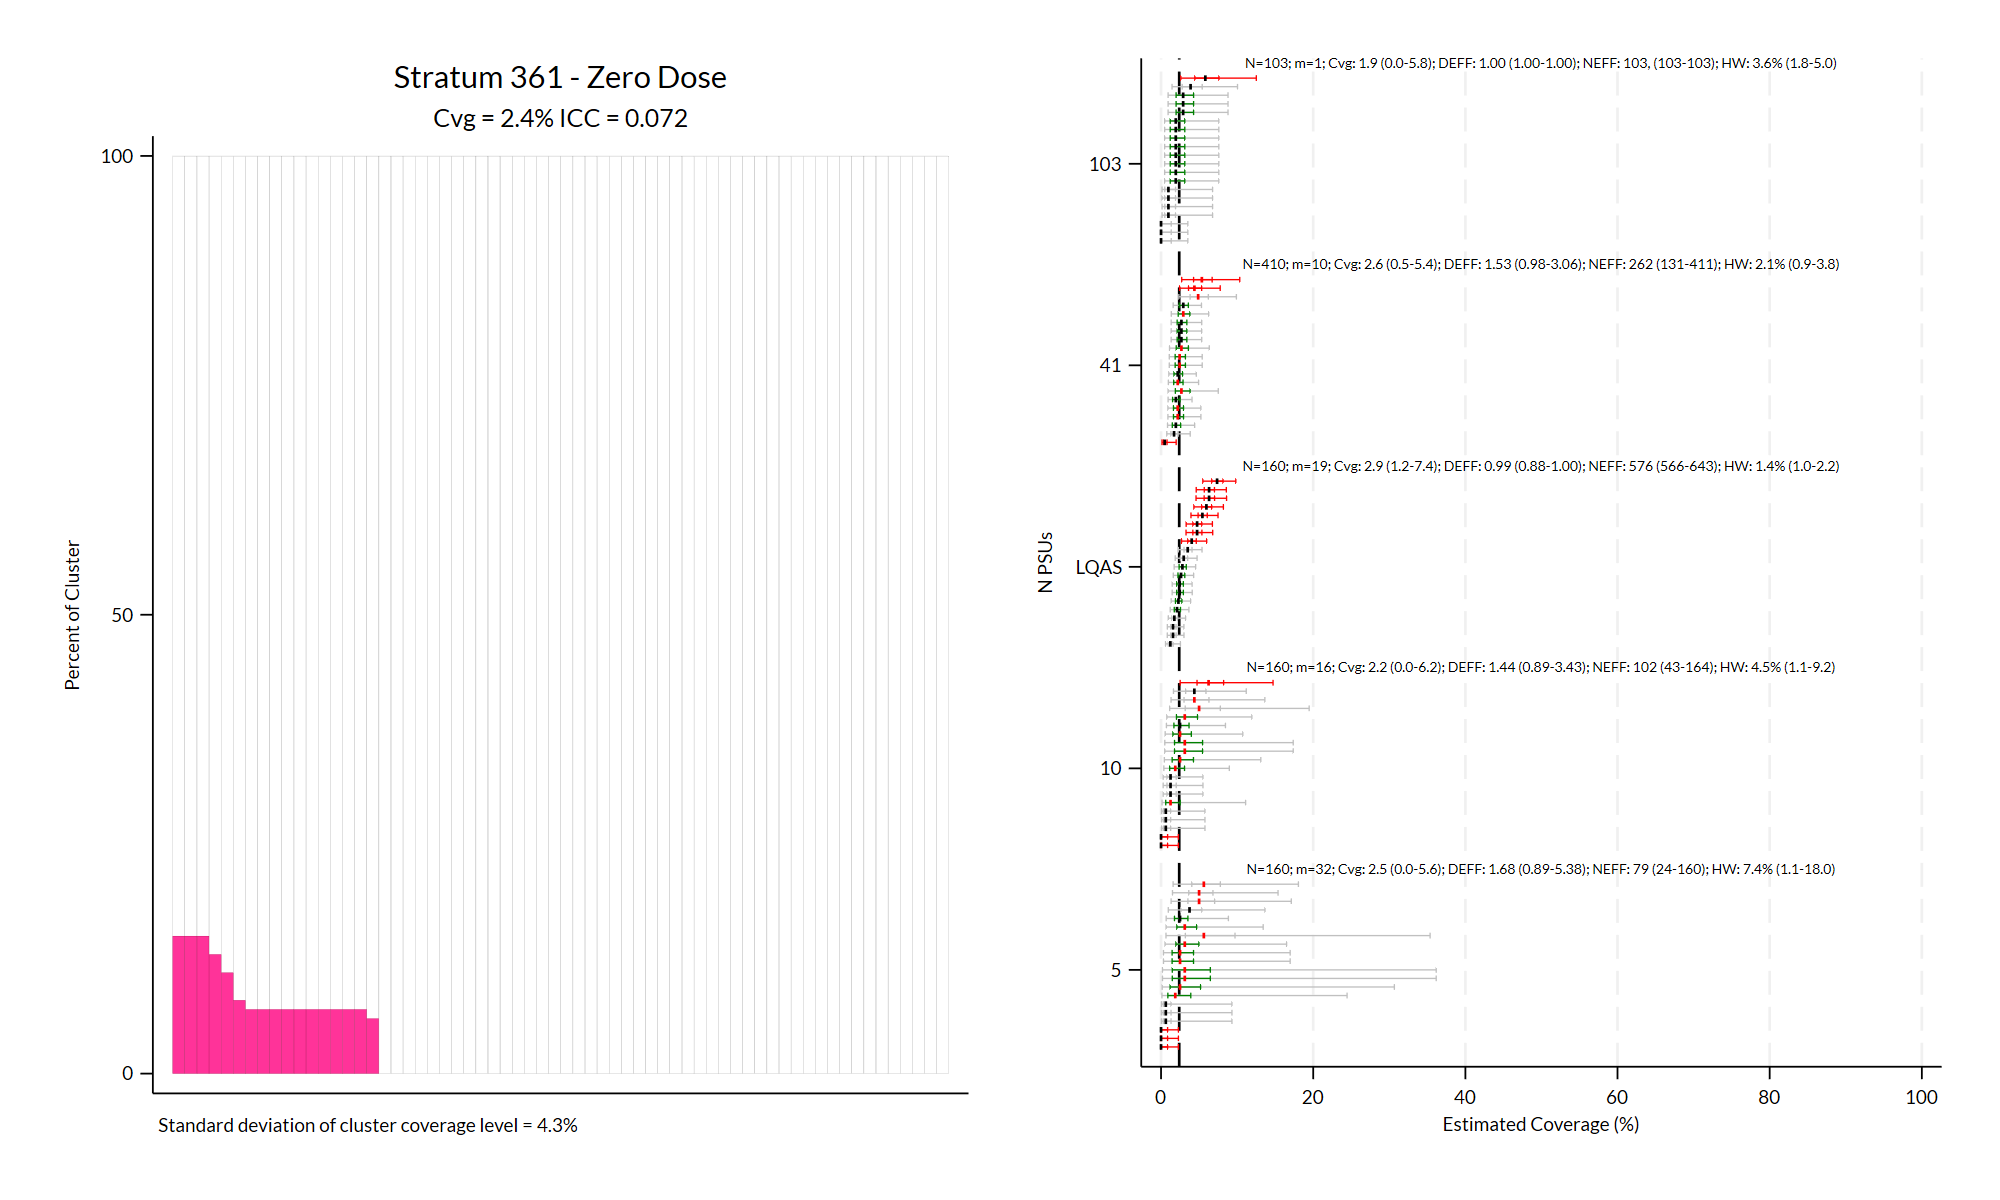 Stratum 361 - Zero Dose
Cvg = 2.4% ICC = 0.072
Percent of Cluster
100
50
0
Standard deviation of cluster coverage level = 4.3%
N PSUs
N=103; m=1; Cvg: 1.9 (0.0-5.8); DEFF: 1.00 (1.00-1.00); NEFF: 103, (103-103); HW: 3.6% (1.8-5.0)
103
N=410; m=10; Cvg: 2.6 (0.5-5.4); DEFF: 1.53 (0.98-3.06); NEFF: 262 (131-411); HW: 2.1% (0.9-3.8)
41
N=160; m=19; Cvg: 2.9 (1.2-7.4); DEFF: 0.99 (0.88-1.00); NEFF: 576 (566-643); HW: 1.4% (1.0-2.2)
LQAS
N=160; m=16; Cvg: 2.2 (0.0-6.2); DEFF: 1.44 (0.89-3.43); NEFF: 102 (43-164); HW: 4.5% (1.1-9.2)
10
N=160; m=32; Cvg: 2.5 (0.0-5.6); DEFF: 1.68 (0.89-5.38); NEFF: 79 (24-160); HW: 7.4% (1.1-18.0)
5
0 20 40 60 80 100
Estimated Coverage (%)